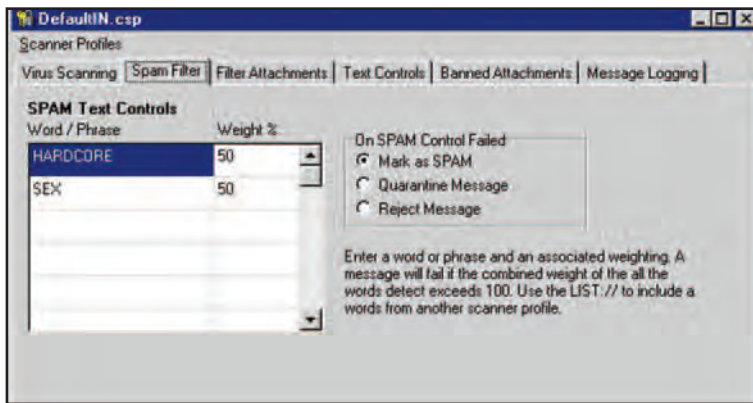 DefaultIN.csp
Scanner Profiles
Virus Scanning Spam Filter Filter Attachments Text Controls Banned Attachments Message Logging
SPAM Text Controls
Word / Phrase Weight %
HARDCORE 50
SEX 50
On SPAM Control Failed
Mark as SPAM
Quarantine Message
Reject Message
Enter a word or phrase and an associated weighting. A
message will fail if the combined weight of the all the
words detect exceeds 100. Use the LIST:// to include a
words from another scanner profile.